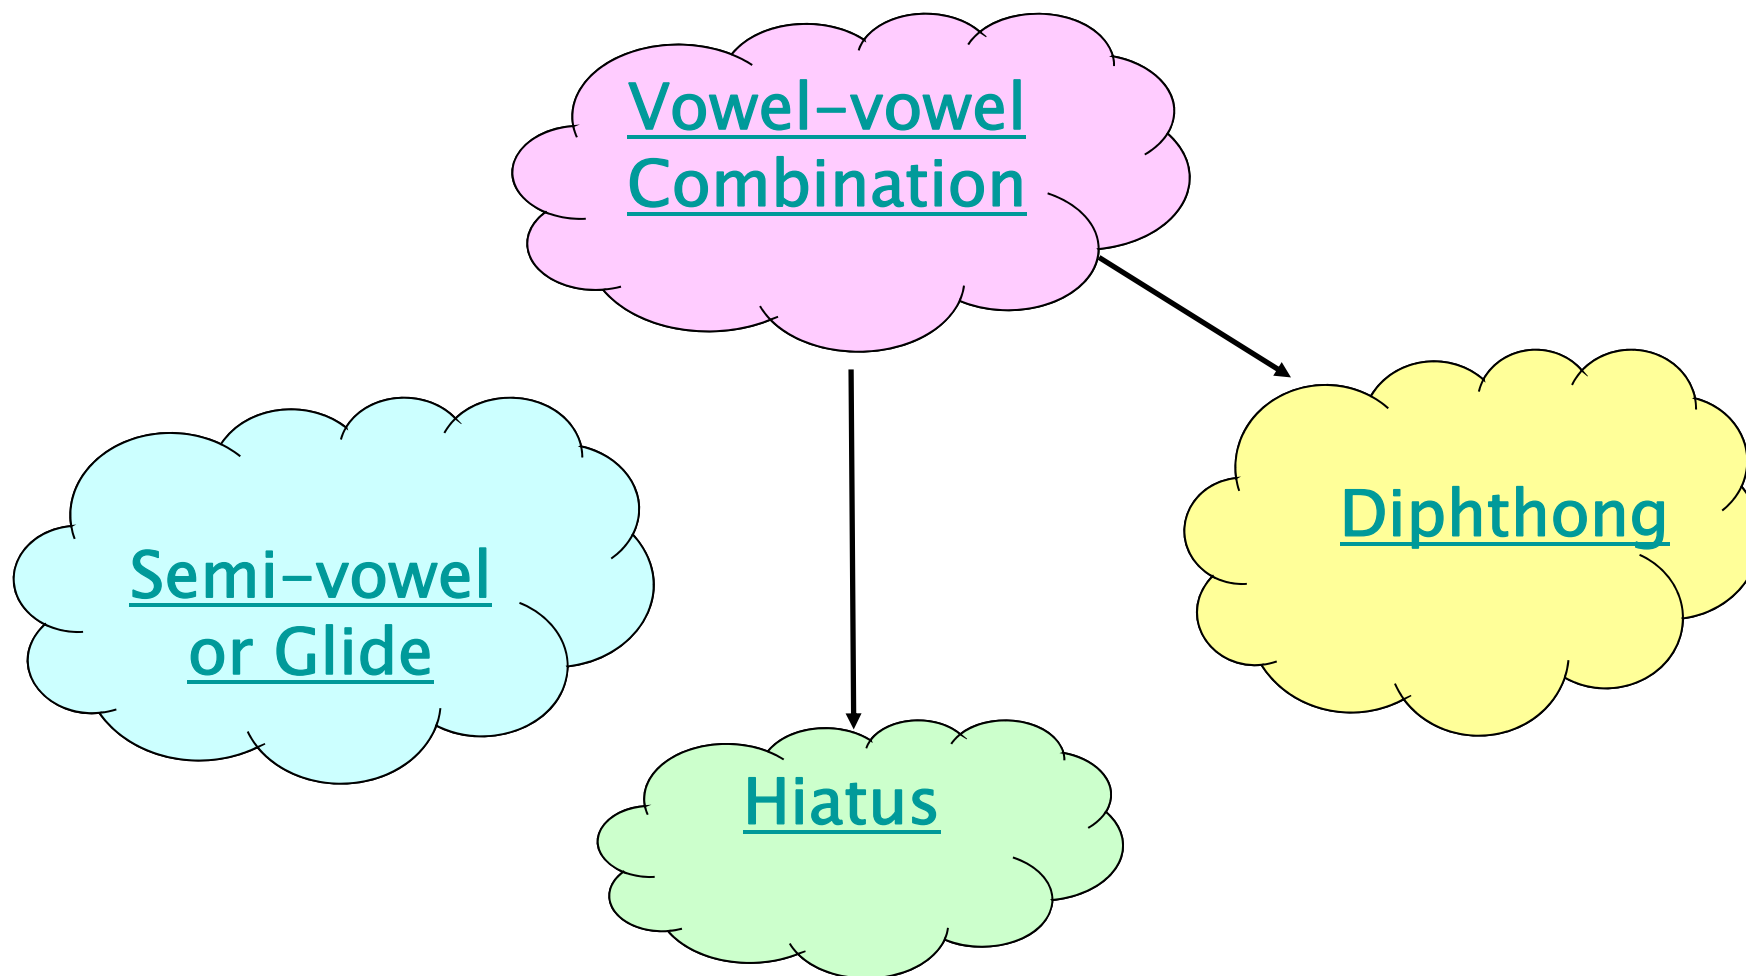 Vowel-vowel
Combination
Diphthong
Semi-vowel
or Glide
Hiatus